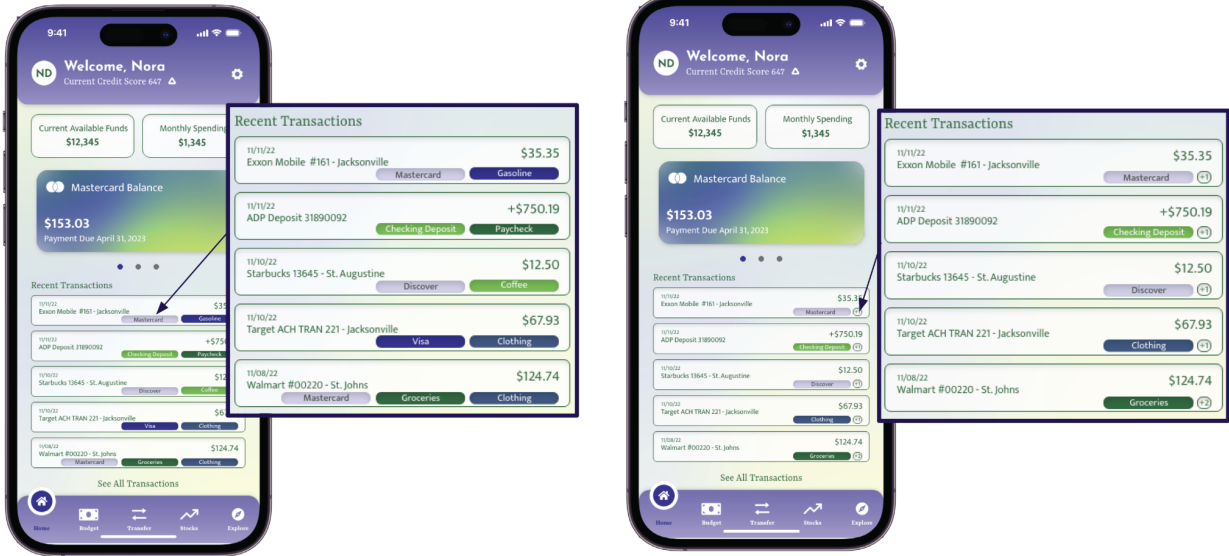 9:41
ND
Welcome, Nora
Current Credit Score 647
Current Available Funds
$12,345
Monthly Spending
$1,345
Mastercard Balance
$153.03
Payment Due April 31, 2023
Recent Transactions
11/11/22
Exxon Mobile #161 - Jacksonville
$35
Mastercard Gasoline
11/11/22
ADP Deposit 31890092
+$750
Checking Deposit Paycheck
11/10/22
Starbucks 13645 - St. Augustine
$12
Discover Coffee
11/10/22
Target ACH TRAN 221 - Jacksonville
$67
Visa Clothing
11/08/22
Walmart #00220 - St. Johns
$124.74
Mastercard Groceries Clothing
See All Transactions
Home Budget Transfer Stocks Explore
Recent Transactions
11/11/22
Exxon Mobile #161 - Jacksonville
$35.35
Mastercard Gasoline
11/11/22
ADP Deposit 31890092
+$750.19
Checking Deposit Paycheck
11/10/22
Starbucks 13645 - St. Augustine
$12.50
Discover Coffee
11/10/22
Target ACH TRAN 221 - Jacksonville
$67.93
Visa Clothing
11/08/22
Walmart #00220 - St. Johns
$124.74
Mastercard Groceries Clothing
9:41
ND
Welcome, Nora
Current Credit Score 647
Current Available Funds
$12,345
Monthly Spending
$1,345
Mastercard Balance
$153.03
Payment Due April 31, 2023
Recent Transactions
11/11/22
Exxon Mobile #161 - Jacksonville
$35.35
Mastercard +1
11/11/22
ADP Deposit 31890092
+$750.19
Checking Deposit +1
11/10/22
Starbucks 13645 - St. Augustine
$12.50
Discover +1
11/10/22
Target ACH TRAN 221 - Jacksonville
$67.93
Clothing +1
11/08/22
Walmart #00220 - St. Johns
$124.74
Groceries +2
See All Transactions
Home Budget Transfer Stocks Explore
Recent Transactions
11/11/22
Exxon Mobile #161 - Jacksonville
$35.35
Mastercard +1
11/11/22
ADP Deposit 31890092
+$750.19
Checking Deposit +1
11/10/22
Starbucks 13645 - St. Augustine
$12.50
Discover +1
11/10/22
Target ACH TRAN 221 - Jacksonville
$67.93
Clothing +1
11/08/22
Walmart #00220 - St. Johns
$124.74
Groceries +2